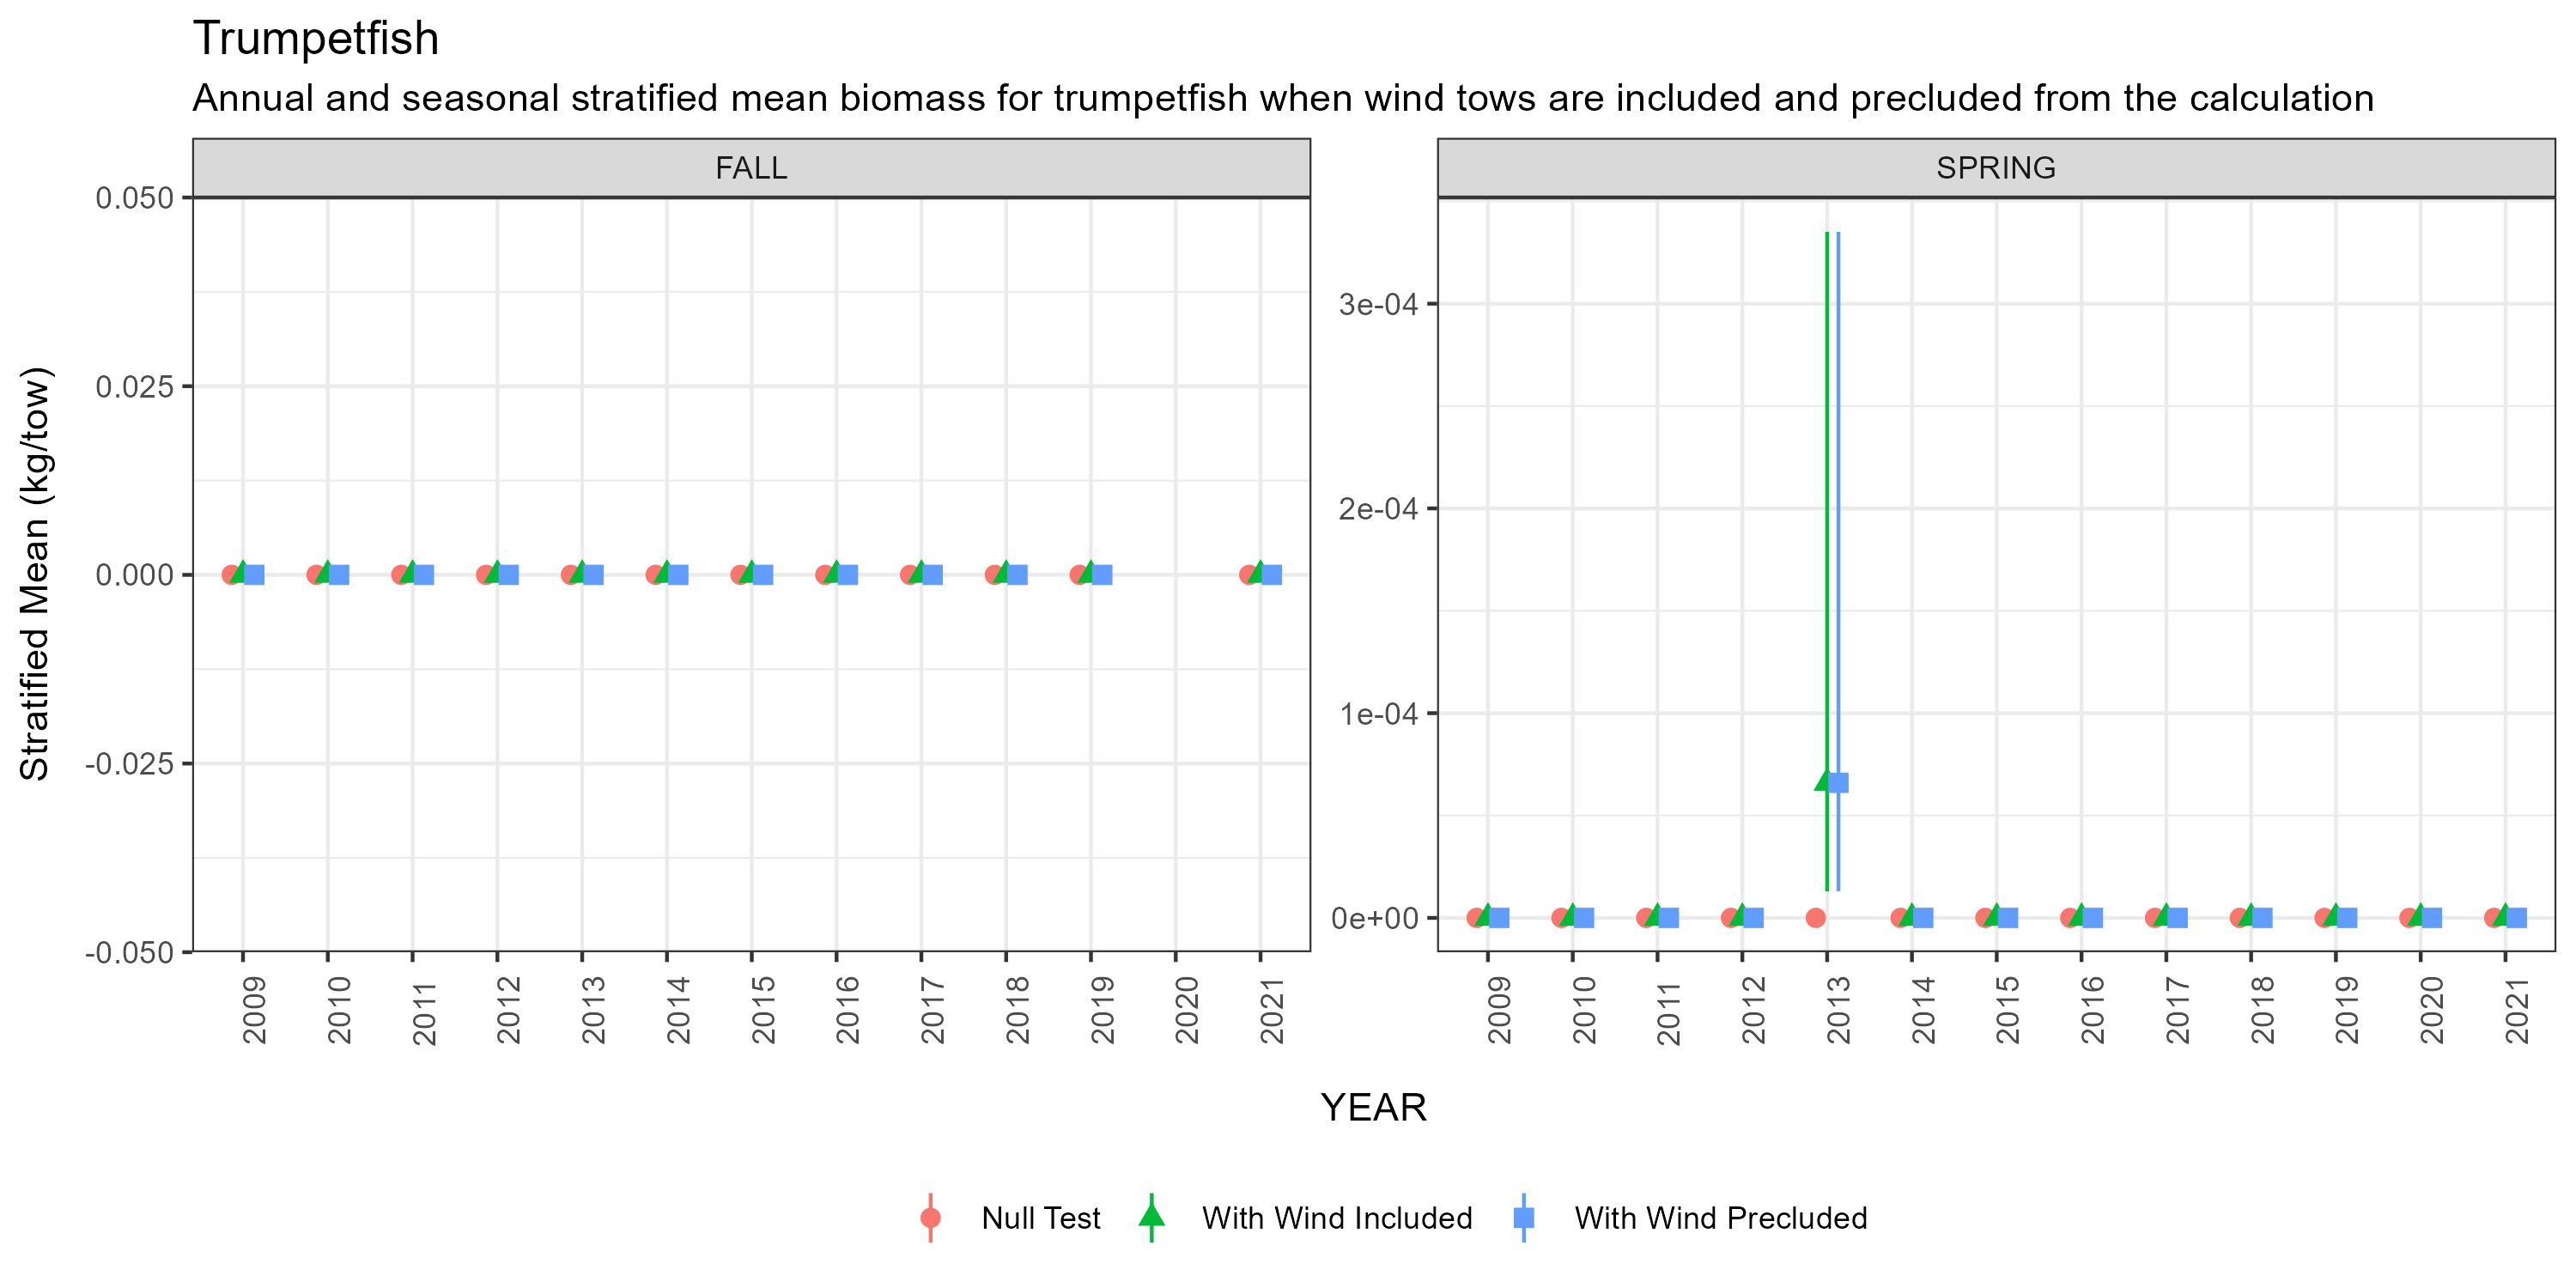 Trumpetfish
Annual and seasonal stratified mean biomass for trumpetfish when wind tows are included and precluded from the calculation
FALL
SPRING
Stratified Mean (kg/tow)
0.050
0.025
0.000
-0.025
-0.050
3e-04
2e-04
1e-04
0e+00
2009 2010 2011 2012 2013 2014 2015 2016 2017 2018 2019 2020 2021
2009 2010 2011 2012 2013 2014 2015 2016 2017 2018 2019 2020 2021
YEAR
Null Test With Wind Included With Wind Precluded